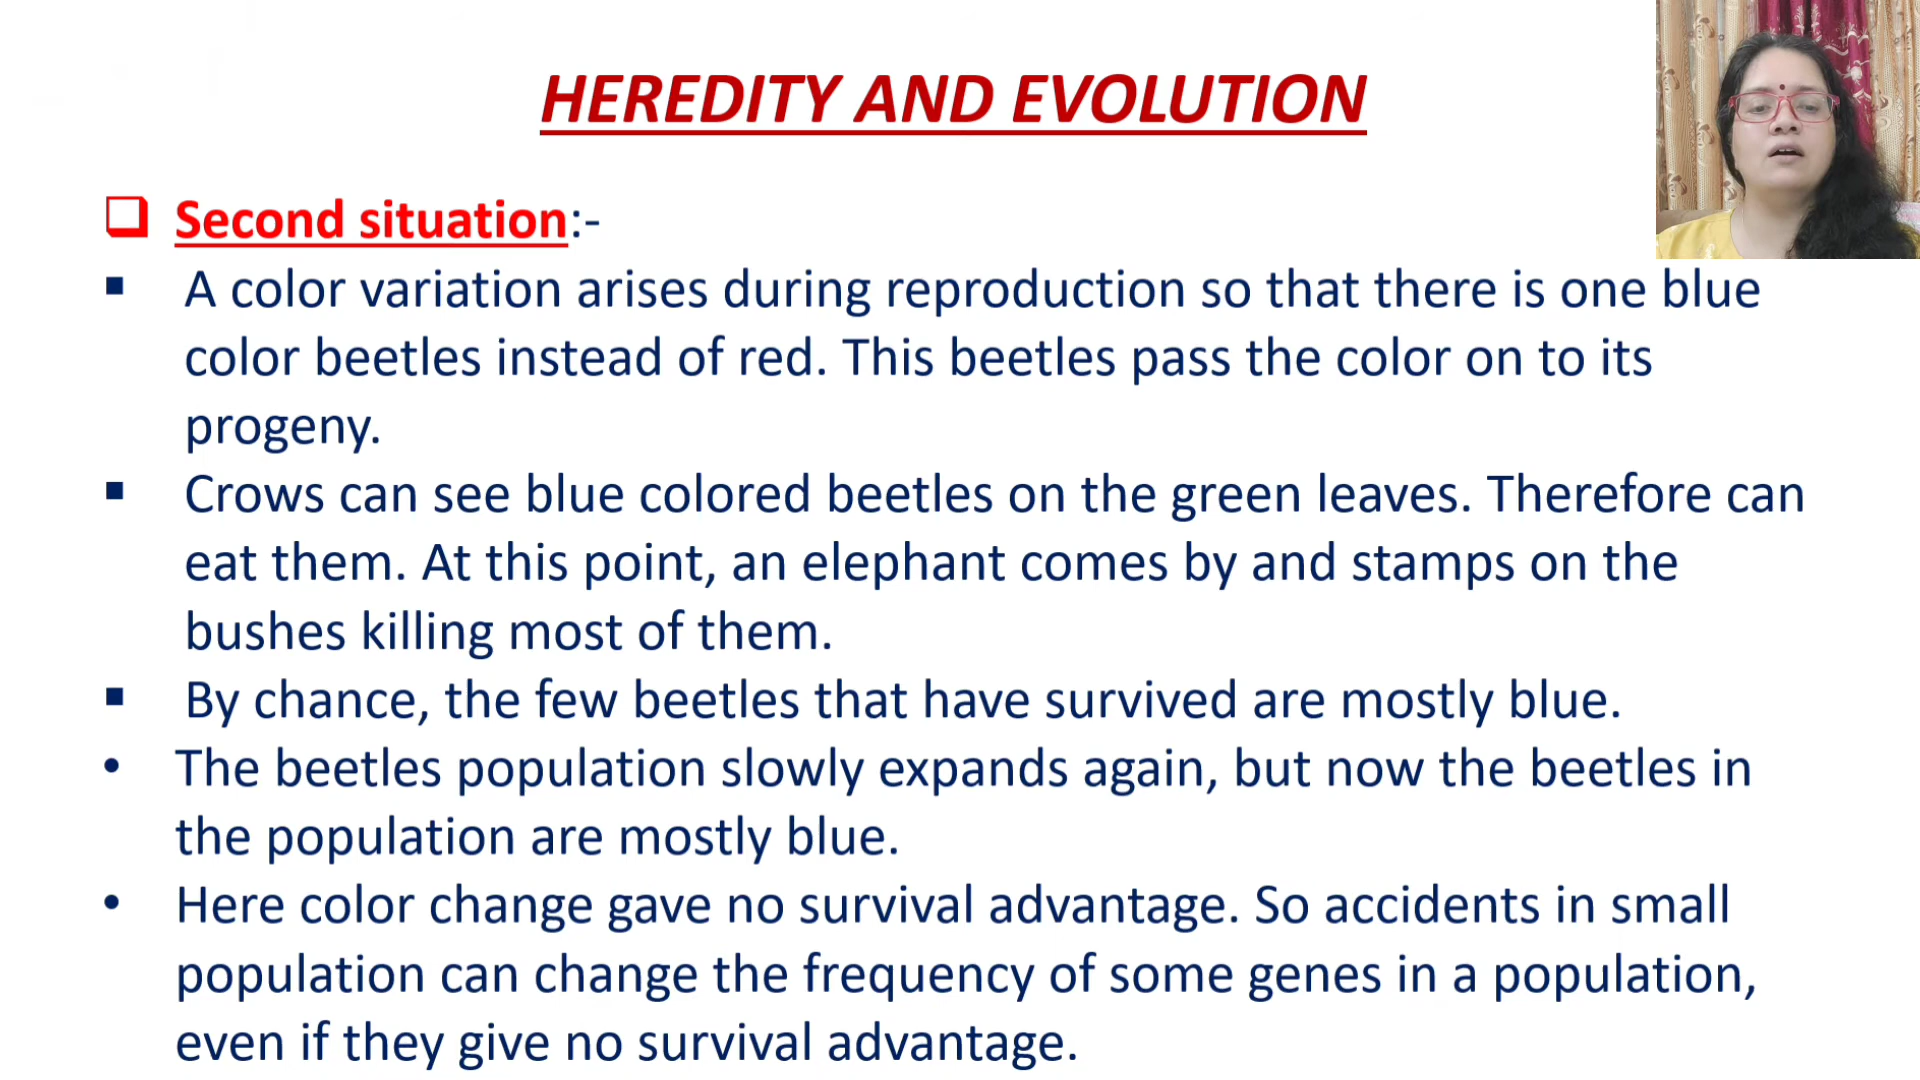 HEREDITY AND EVOLUTION
Second situation:-
A color variation arises during reproduction so that there is one blue
color beetles instead of red. This beetles pass the color on to its
progeny.
Crows can see blue colored beetles on the green leaves. Therefore can
eat them. At this point, an elephant comes by and stamps on the
bushes killing most of them.
By chance, the few beetles that have survived are mostly blue.
The beetles population slowly expands again, but now the beetles in
the population are mostly blue.
Here color change gave no survival advantage. So accidents in small
population can change the frequency of some genes in a population,
even if they give no survival advantage.